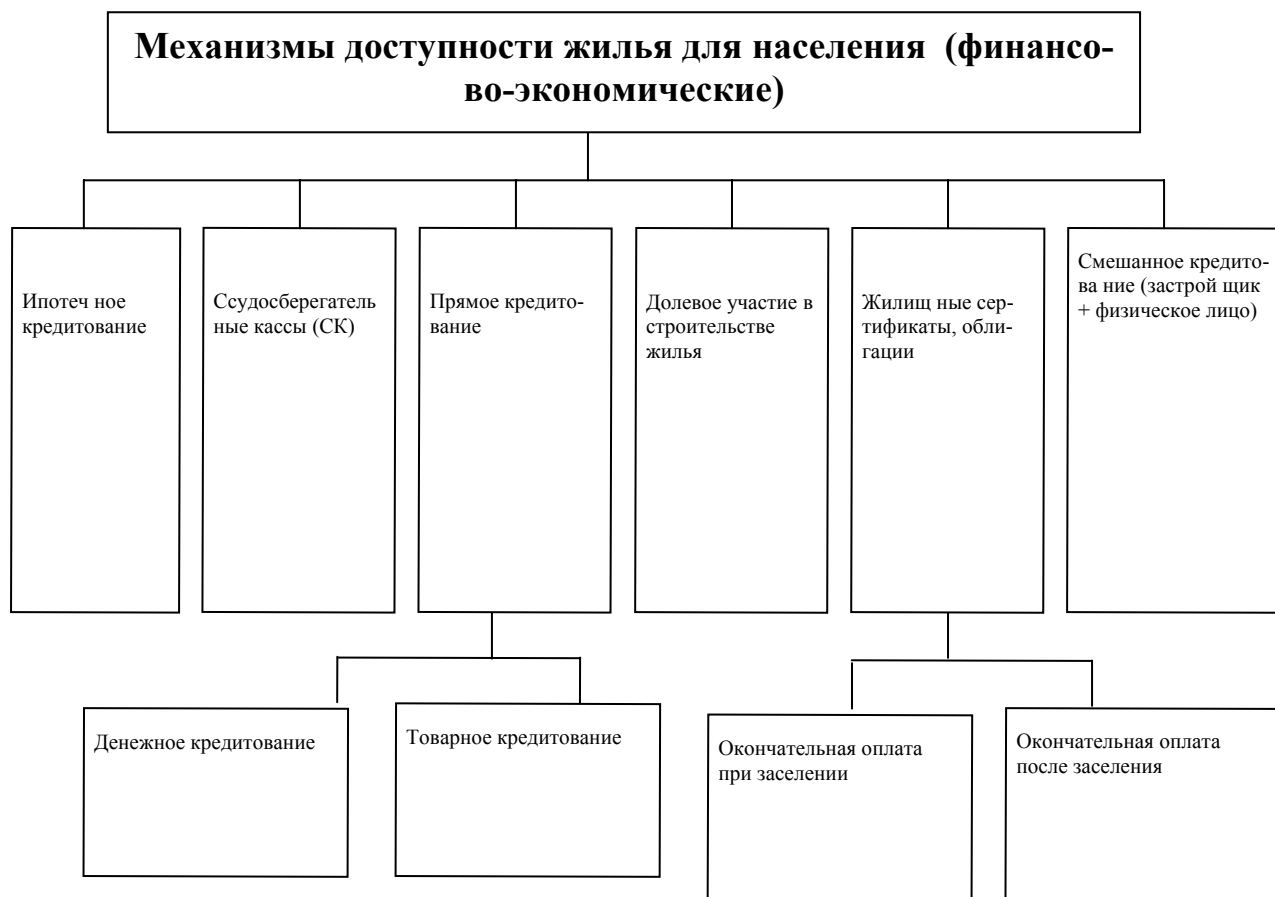 Механизмы доступности жилья для населения (финансо-
во-экономические)
Ипотеч ное
кредитование
Ссудосберегатель
ные кассы (СК)
Прямое кредито-
вание
Долевое участие в
строительстве
жилья
Жилищ ные сер-
тификаты, обли-
гации
Смешанное кредито-
ва ние (застрой щик
+ физическое лицо)
Денежное кредитование
Товарное кредитование
Окончательная оплата
при заселении
Окончательная оплата
после заселения